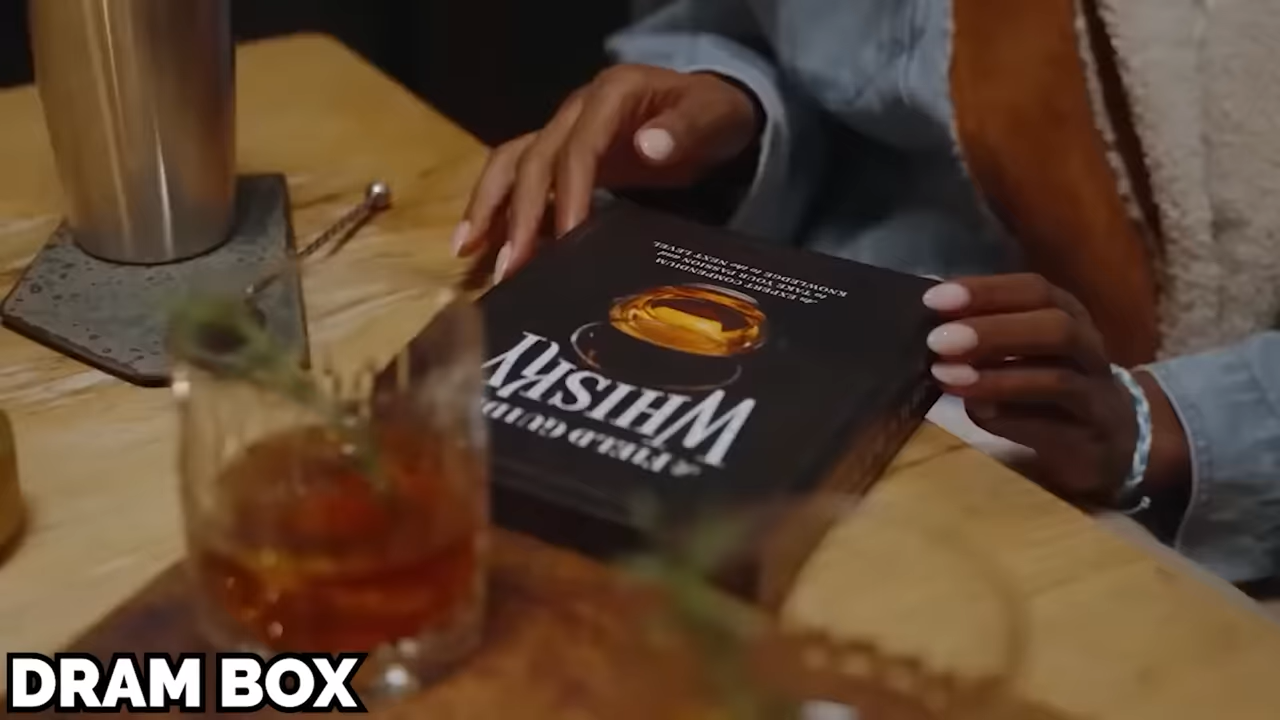 A FIELD GUIDE
WHISKY
An EXPERT COMPENDIUM
to TAKE YOUR PASSION and
KNOWLEDGE to the NEXT LEVEL
DRAM BOX